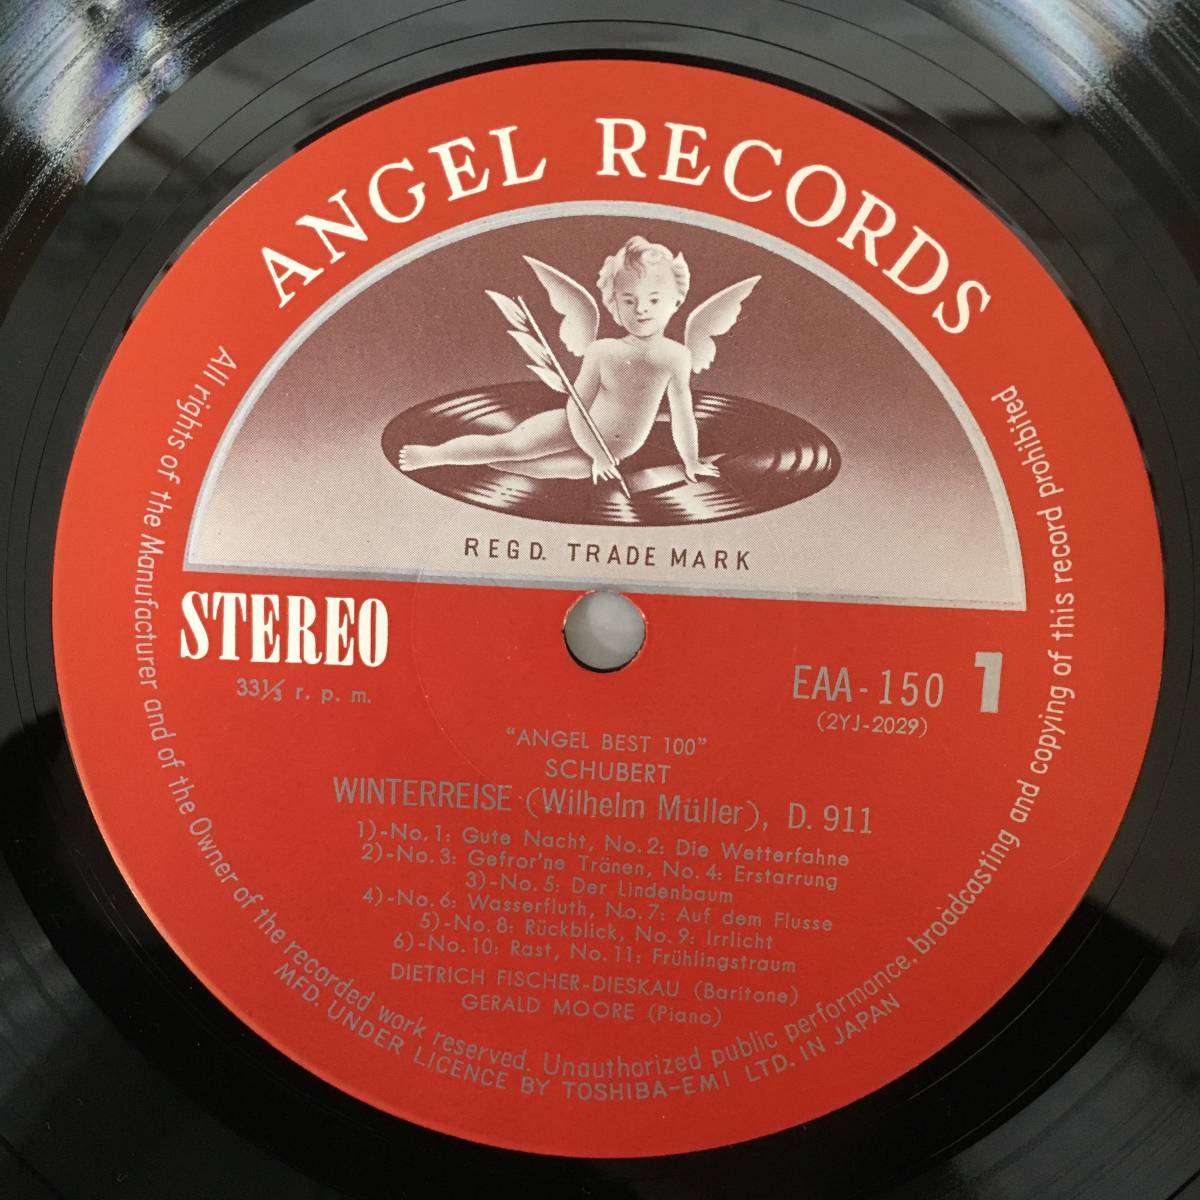 ANGEL RECORDS
REGD. TRADE MARK
STEREO
33⅓ r. p. m.
EAA-150 1
(2YJ-2029)
"ANGEL BEST 100"
SCHUBERT
WINTERREISE (Wilhelm Müller), D. 911
1)-No. 1: Gute Nacht, No. 2: Die Wetterfahne
2)-No. 3: Gefror'ne Tränen, No. 4: Erstarrung
3)-No. 5: Der Lindenbaum
4)-No. 6: Wasserfluth, No. 7: Auf dem Flusse
5)-No. 8: Rückblick, No. 9: Irrlicht
6)-No. 10: Rast, No. 11: Frühlingstraum
DIETRICH FISCHER-DIESKAU (Baritone)
GERALD MOORE (Piano)
All rights of the Manufacturer and of the Owner of the recorded work reserved. Unauthorized public performance, broadcasting and copying of this record prohibited
MFD. UNDER LICENCE BY TOSHIBA-EMI LTD. IN JAPAN